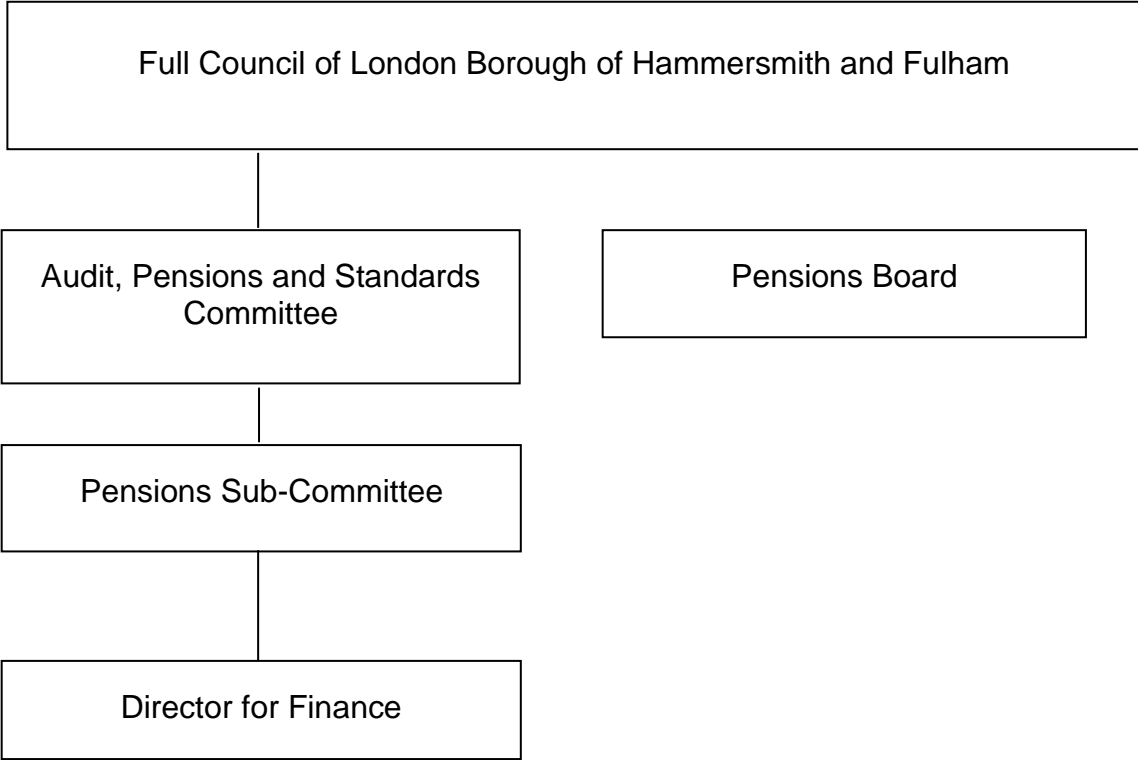 Full Council of London Borough of Hammersmith and Fulham
Audit, Pensions and Standards
Committee
Pensions Board
Pensions Sub-Committee
Director for Finance